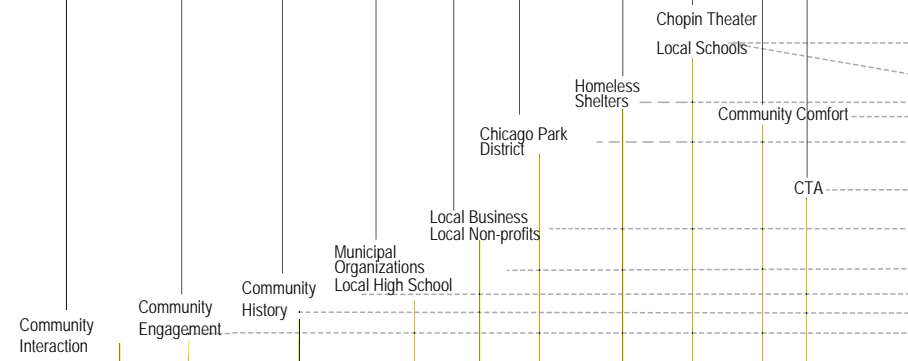 Chopin Theater
Local Schools
Homeless
Shelters
Community Comfort
Chicago Park
District
CTA
Local Business
Local Non-profits
Municipal
Organizations
Local High School
Community
History
Community
Engagement
Community
Interaction